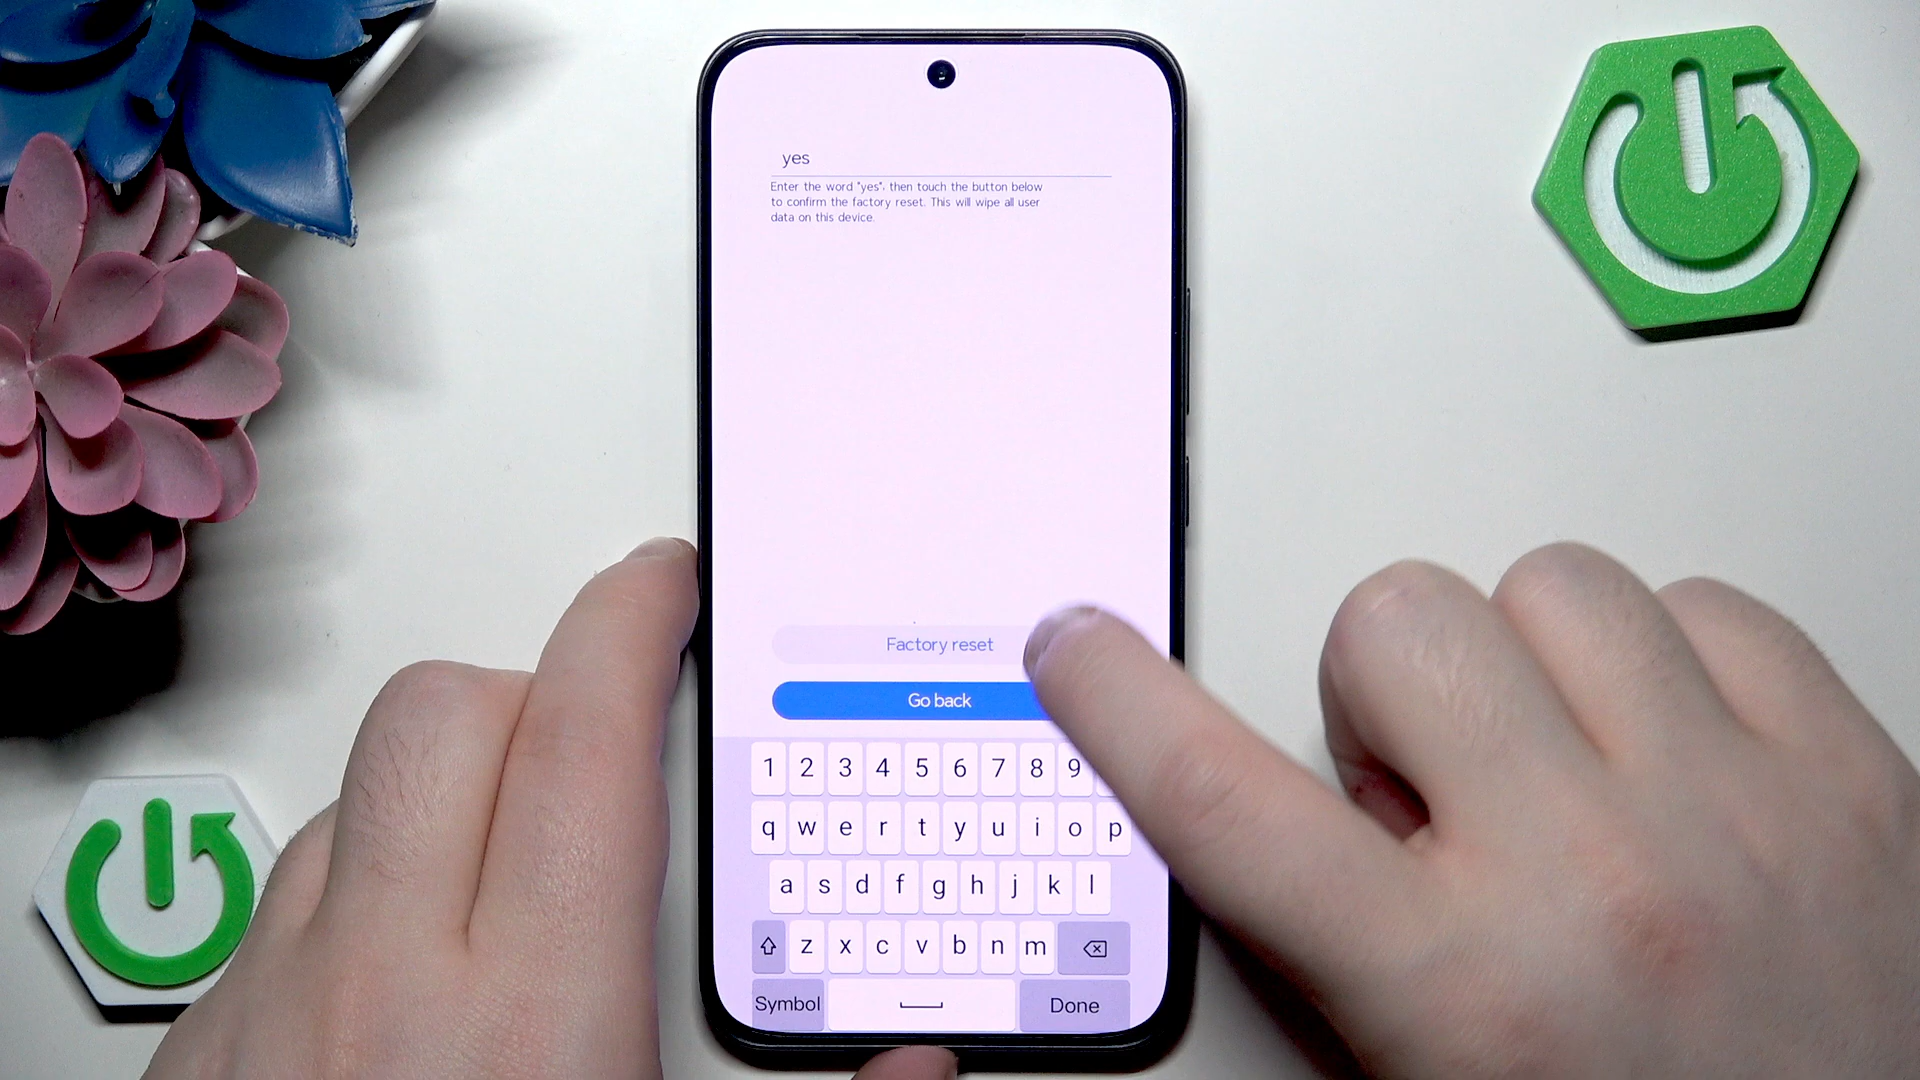 yes
Enter the word "yes", then touch the button below
to confirm the factory reset. This will wipe all user
data on this device.
Factory reset
Go back
1 2 3 4 5 6 7 8 9
q w e r t y u i o p
a s d f g h j k l
z x c v b n m
Symbol Done